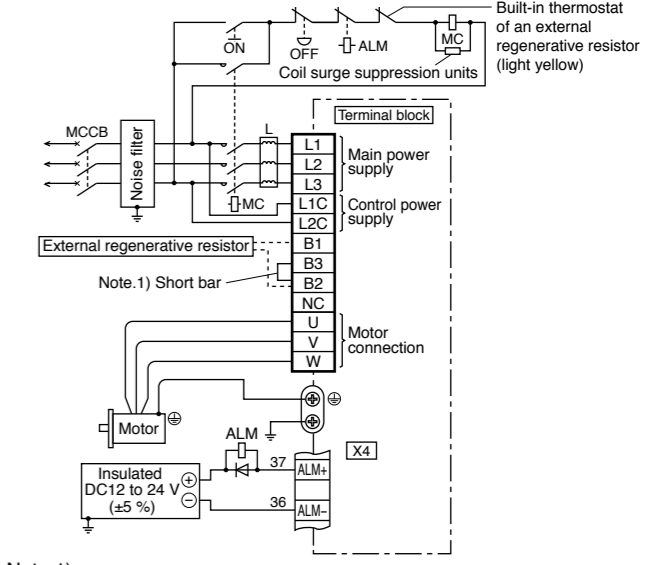 Built-in thermostat
of an external
regenerative resistor
(light yellow)
ON
OFF
ALM
MC
Coil surge suppression units
Terminal block
MCCB
Noise filter
L
MC
L1
L2
L3
Main power
supply
L1C
L2C
Control power
supply
External regenerative resistor
B1
B3
B2
Note.1) Short bar
NC
U
V
W
Motor
connection
Motor
ALM
X4
Insulated
DC12 to 24 V
(±5 %)
+
−
37
ALM+
36
ALM−